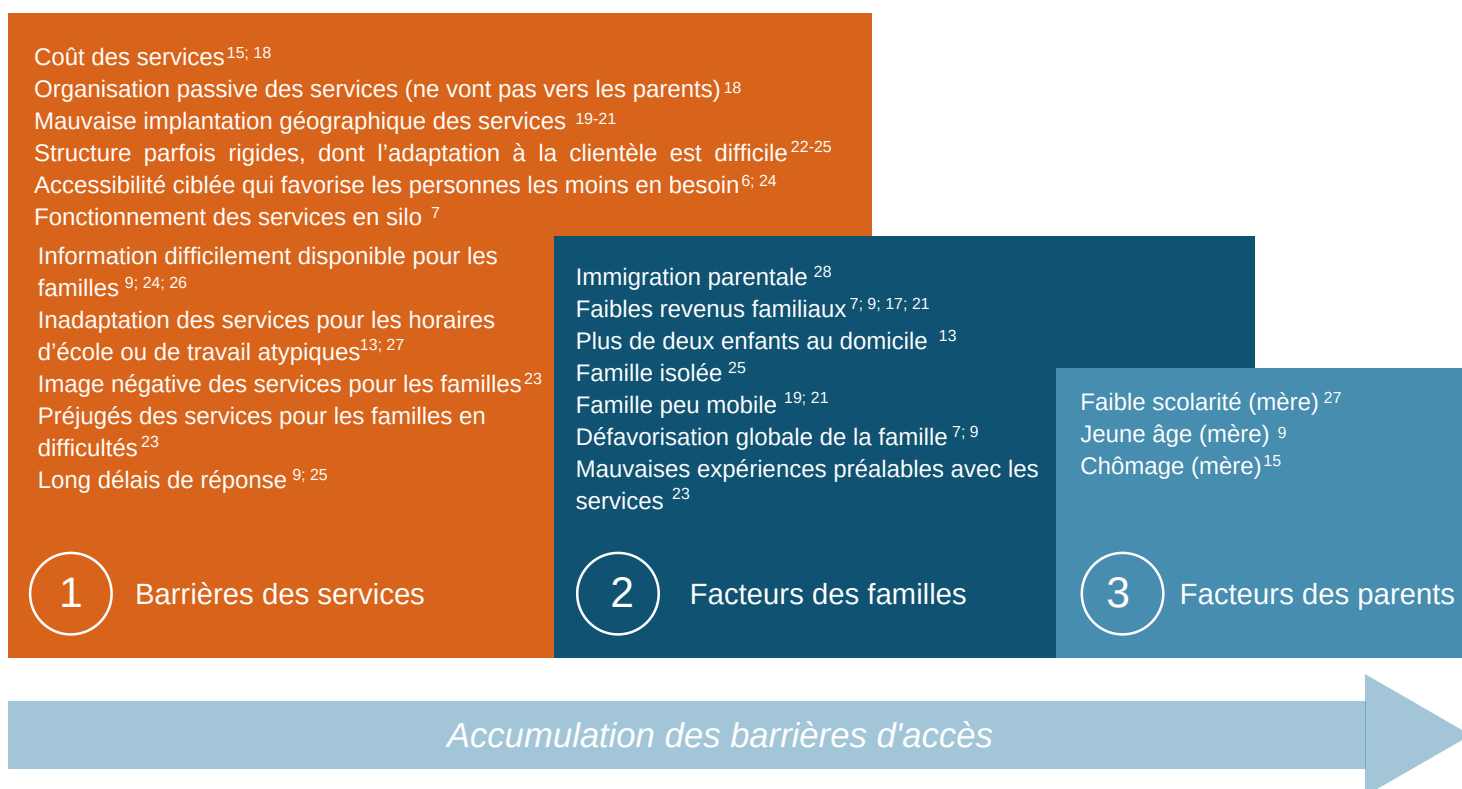 Coût des services 15; 18
Organisation passive des services (ne vont pas vers les parents) 18
Mauvaise implantation géographique des services 19-21
Structure parfois rigides, dont l'adaptation à la clientèle est difficile 22-25
Accessibilité ciblée qui favorise les personnes les moins en besoin 6; 24
Fonctionnement des services en silo 7
Information difficilement disponible pour les
familles 9; 24; 26
Inadaptation des services pour les horaires
d'école ou de travail atypiques 13; 27
Image négative des services pour les familles 23
Préjugés des services pour les familles en
difficultés 23
Long délais de réponse 9; 25
1 Barrières des services
Immigration parentale 28
Faibles revenus familiaux 7; 9; 17; 21
Plus de deux enfants au domicile 13
Famille isolée 25
Famille peu mobile 19; 21
Défavorisation globale de la famille 7; 9
Mauvaises expériences préalables avec les
services 23
2 Facteurs des familles
Faible scolarité (mère) 27
Jeune âge (mère) 9
Chômage (mère) 15
3 Facteurs des parents
Accumulation des barrières d'accès